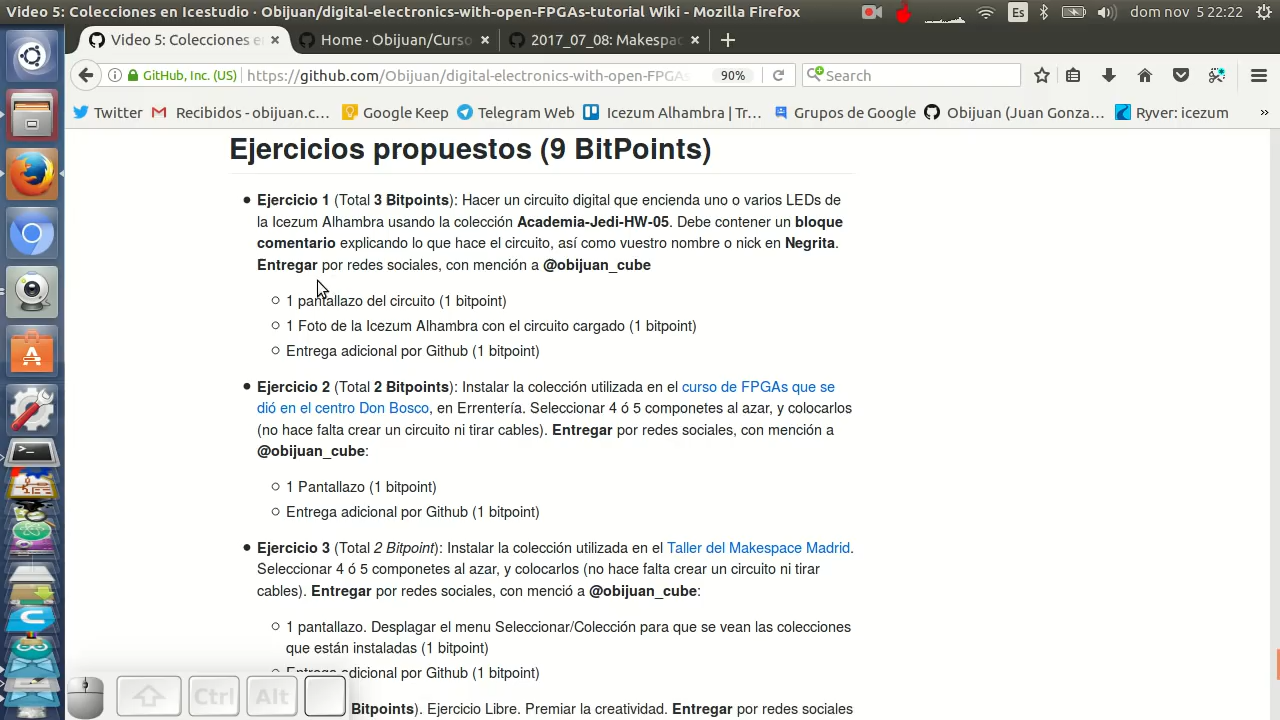 Video 5: Colecciones en Icestudio · Obijuan/digital-electronics-with-open-FPGAs-tutorial Wiki - Mozilla Firefox
Es
dom nov 5 22:22
Video 5: Colecciones en
Home · Obijuan/Curso
2017_07_08: Makespac
GitHub, Inc. (US)
https://github.com/Obijuan/digital-electronics-with-open-FPGAs
90%
Search
Twitter
Recibidos - obijuan.c...
Google Keep
Telegram Web
Icezum Alhambra | Tr...
Grupos de Google
Obijuan (Juan Gonza...
Ryver: icezum
»
Ejercicios propuestos (9 BitPoints)
Ejercicio 1 (Total 3 Bitpoints): Hacer un circuito digital que encienda uno o varios LEDs de
la Icezum Alhambra usando la colección Academia-Jedi-HW-05. Debe contener un bloque
comentario explicando lo que hace el circuito, así como vuestro nombre o nick en Negrita.
Entregar por redes sociales, con mención a @obijuan_cube
1 pantallazo del circuito (1 bitpoint)
1 Foto de la Icezum Alhambra con el circuito cargado (1 bitpoint)
Entrega adicional por Github (1 bitpoint)
Ejercicio 2 (Total 2 Bitpoints): Instalar la colección utilizada en el curso de FPGAs que se
dió en el centro Don Bosco, en Errentería. Seleccionar 4 ó 5 componetes al azar, y colocarlos
(no hace falta crear un circuito ni tirar cables). Entregar por redes sociales, con mención a
@obijuan_cube:
1 Pantallazo (1 bitpoint)
Entrega adicional por Github (1 bitpoint)
Ejercicio 3 (Total 2 Bitpoint): Instalar la colección utilizada en el Taller del Makespace Madrid.
Seleccionar 4 ó 5 componetes al azar, y colocarlos (no hace falta crear un circuito ni tirar
cables). Entregar por redes sociales, con menció a @obijuan_cube:
1 pantallazo. Desplagar el menu Seleccionar/Colección para que se vean las colecciones
que están instaladas (1 bitpoint)
Entrega adicional por Github (1 bitpoint)
Bitpoints). Ejercicio Libre. Premiar la creatividad. Entregar por redes sociales
Ctrl
Alt